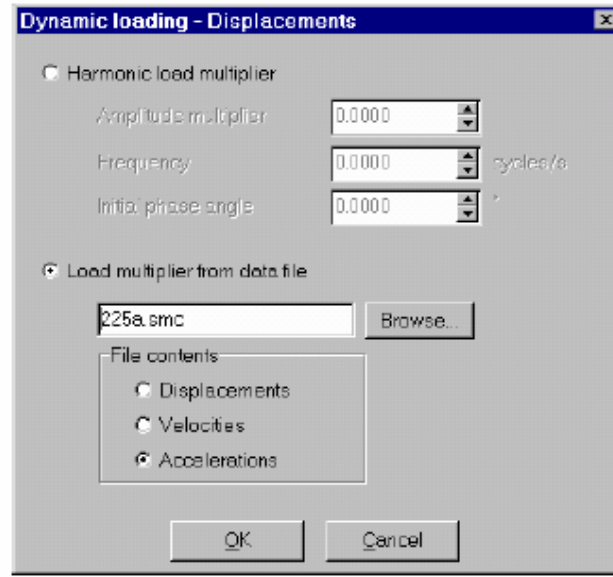 Dynamic loading - Displacements
Harmonic load multiplier
Amplitude multiplier 0.0000
Frequency 0.0000 cycles/s
Initial phase angle 0.0000 °
Load multiplier from data file
225a.smc Browse...
File contents
Displacements
Velocities
Accelerations
OK Cancel